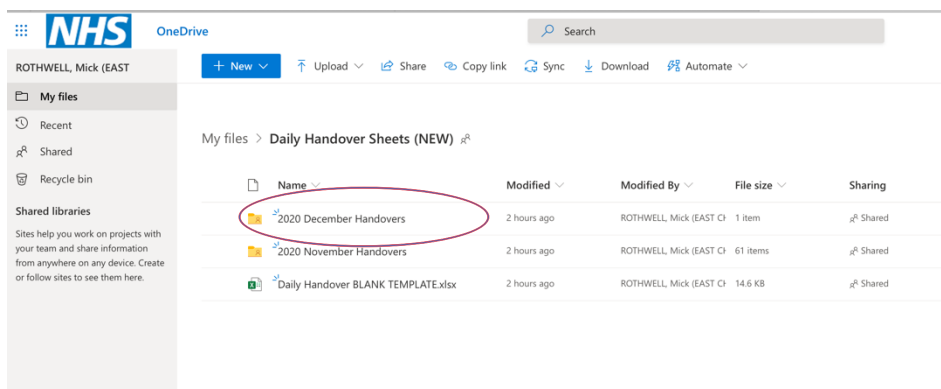 NHS OneDrive
Search
ROTHWELL, Mick (EAST
New
Upload
Share
Copy link
Sync
Download
Automate
My files
Recent
Shared
Recycle bin
Shared libraries
Sites help you work on projects with
your team and share information
from anywhere on any device. Create
or follow sites to see them here.
My files > Daily Handover Sheets (NEW)
Name Modified Modified By File size Sharing
2020 December Handovers 2 hours ago ROTHWELL, Mick (EAST CH 1 item Shared
2020 November Handovers 2 hours ago ROTHWELL, Mick (EAST CH 61 items Shared
Daily Handover BLANK TEMPLATE.xlsx 2 hours ago ROTHWELL, Mick (EAST CH 14.6 KB Shared